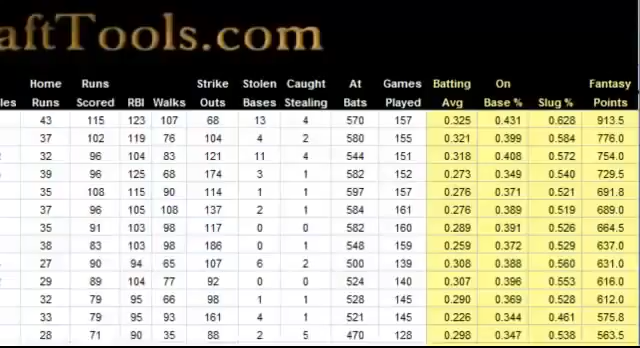 aftTools.com
Home Runs Strike Stolen Caught At Games Batting On Fantasy
les Runs Scored RBI Walks Outs Bases Stealing Bats Played Avg Base % Slug % Points
43 115 123 107 68 13 4 570 157 0.325 0.431 0.628 913.5
37 102 119 76 104 4 2 580 155 0.321 0.399 0.584 776.0
32 96 104 83 121 11 4 544 151 0.318 0.408 0.572 754.0
39 96 125 68 174 3 1 582 152 0.273 0.349 0.540 729.5
35 108 115 90 114 1 1 597 157 0.276 0.371 0.521 691.8
37 96 105 108 137 2 1 584 161 0.276 0.389 0.519 689.0
35 91 103 98 117 0 0 582 160 0.289 0.391 0.526 664.5
38 83 103 98 186 0 1 548 159 0.259 0.372 0.529 637.0
27 90 94 65 107 6 2 500 139 0.308 0.388 0.560 631.0
29 89 104 77 92 0 0 524 140 0.307 0.396 0.553 616.0
32 79 95 66 98 1 1 528 145 0.290 0.369 0.528 612.0
33 79 95 93 161 4 1 521 145 0.226 0.344 0.461 575.8
28 71 90 35 88 2 5 470 128 0.298 0.347 0.538 563.5